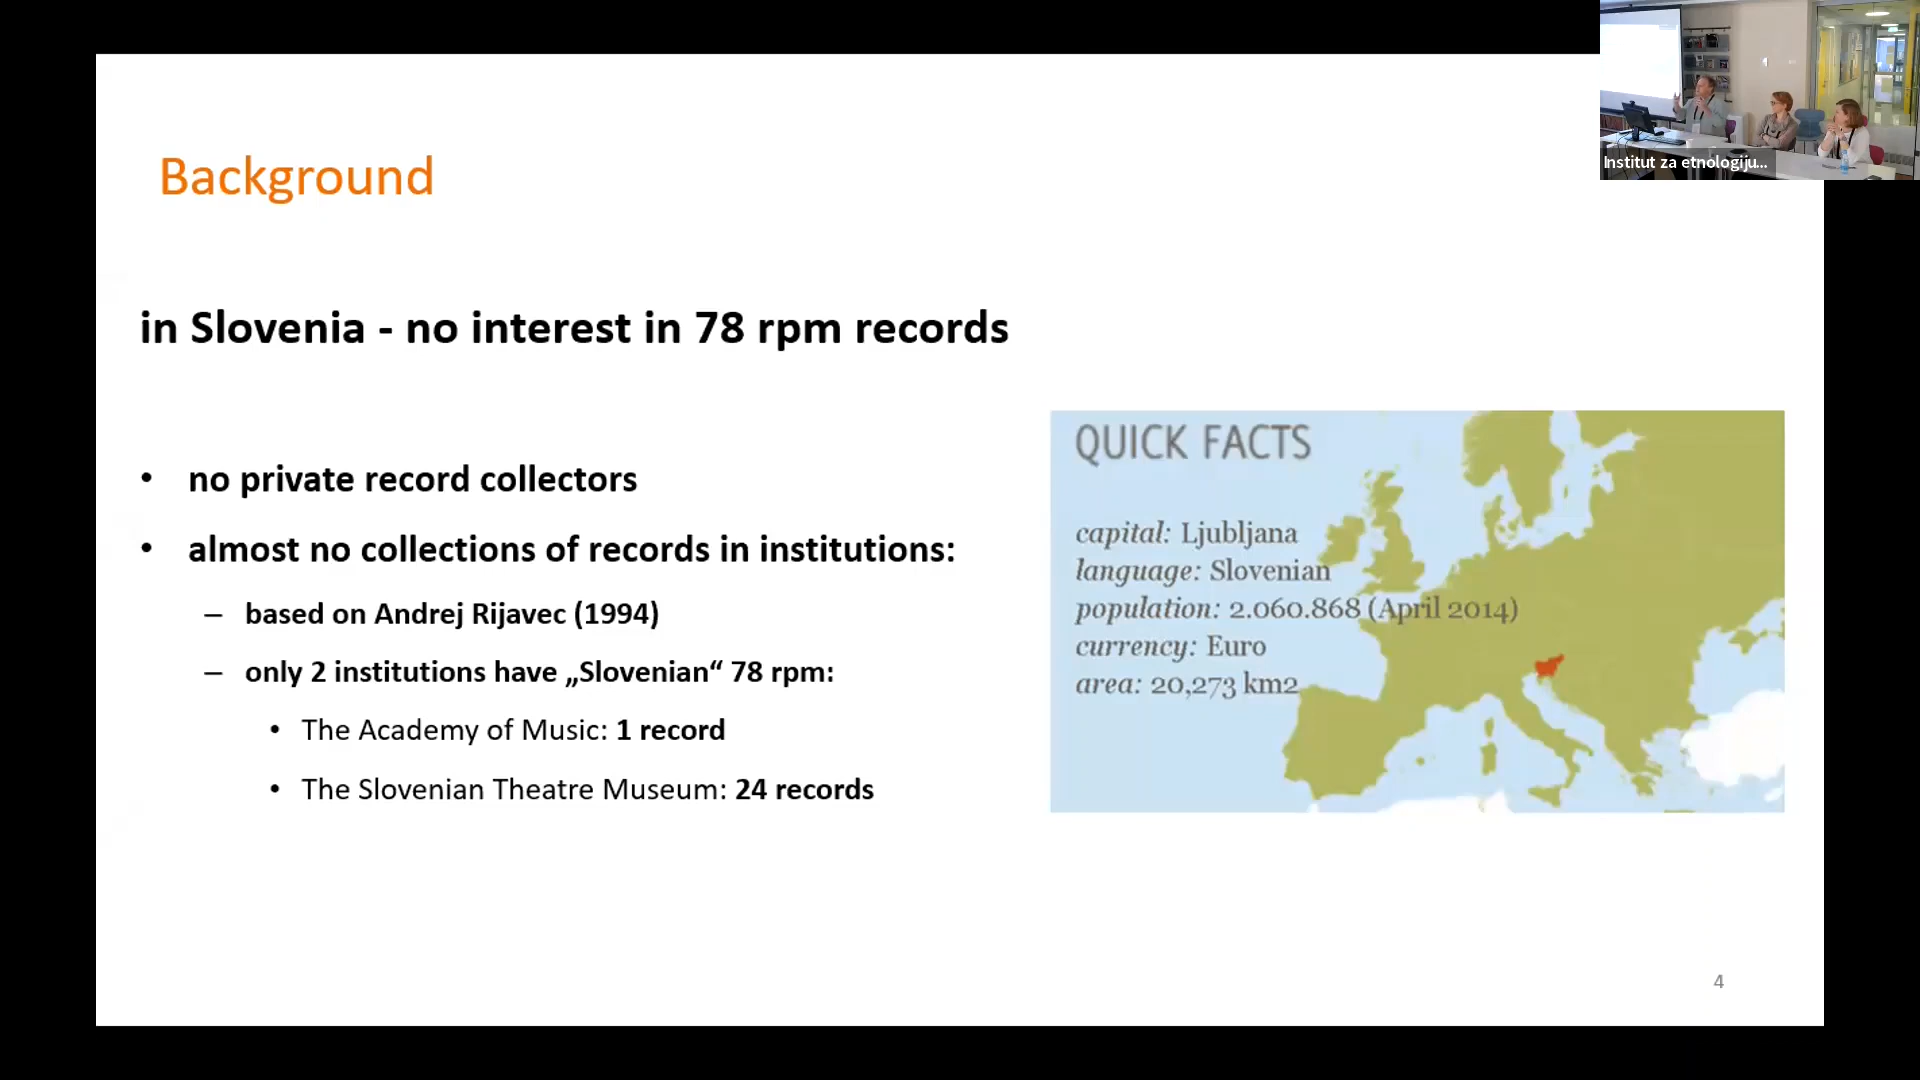 Background
in Slovenia - no interest in 78 rpm records
• no private record collectors
• almost no collections of records in institutions:
– based on Andrej Rijavec (1994)
– only 2 institutions have „Slovenian“ 78 rpm:
• The Academy of Music: 1 record
• The Slovenian Theatre Museum: 24 records
QUICK FACTS
capital: Ljubljana
language: Slovenian
population: 2.060.868 (April 2014)
currency: Euro
area: 20,273 km2
4
Institut za etnologiju...